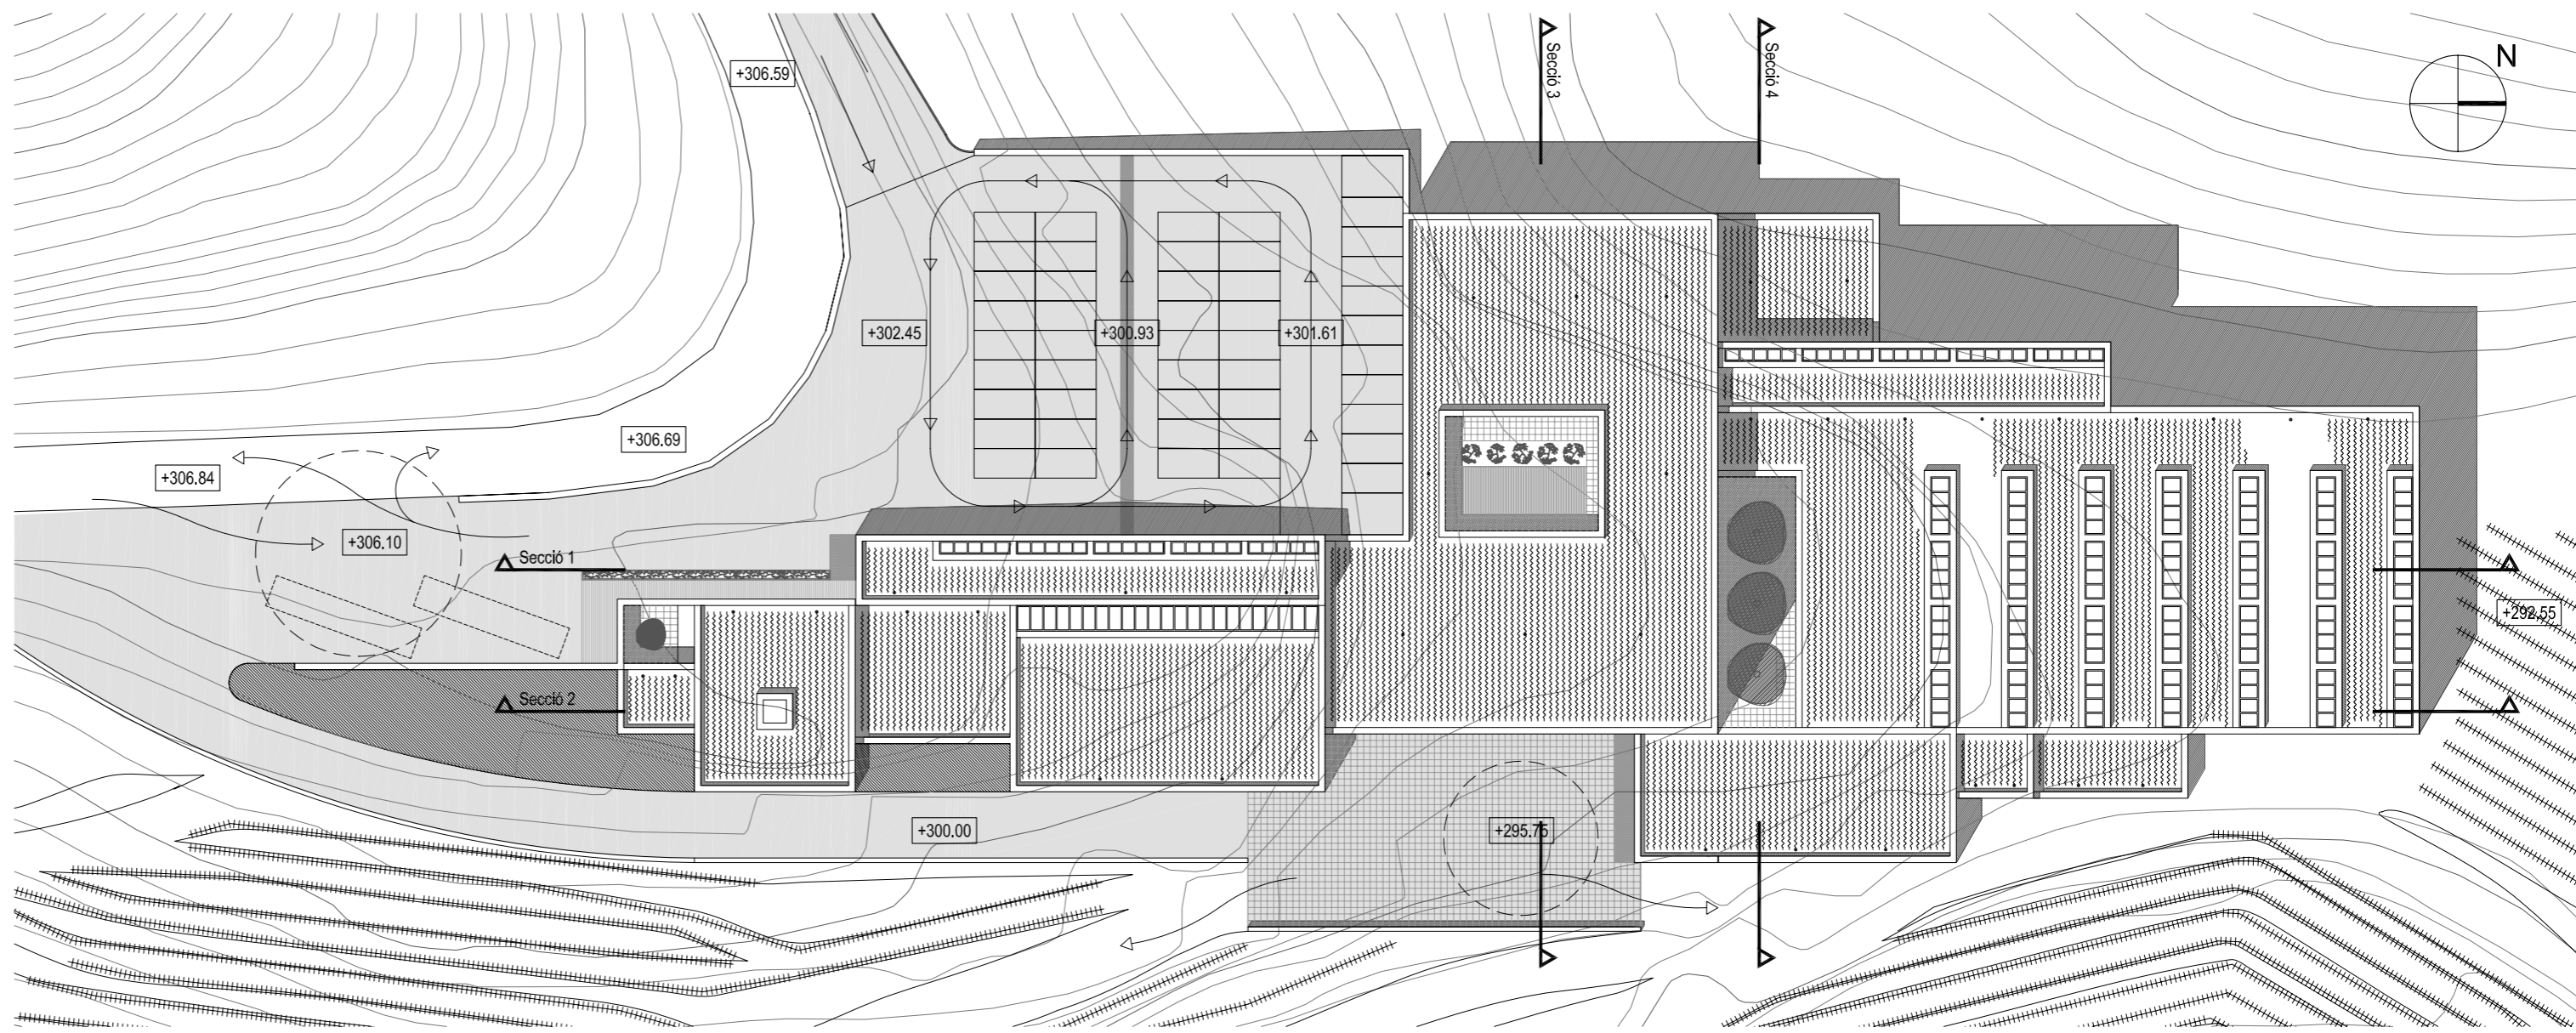 Secció 3
Secció 4
N
+306.59
+302.45
+300.93
+301.61
+306.69
+306.84
+306.10
Secció 1
+292.55
Secció 2
+300.00
+295.75